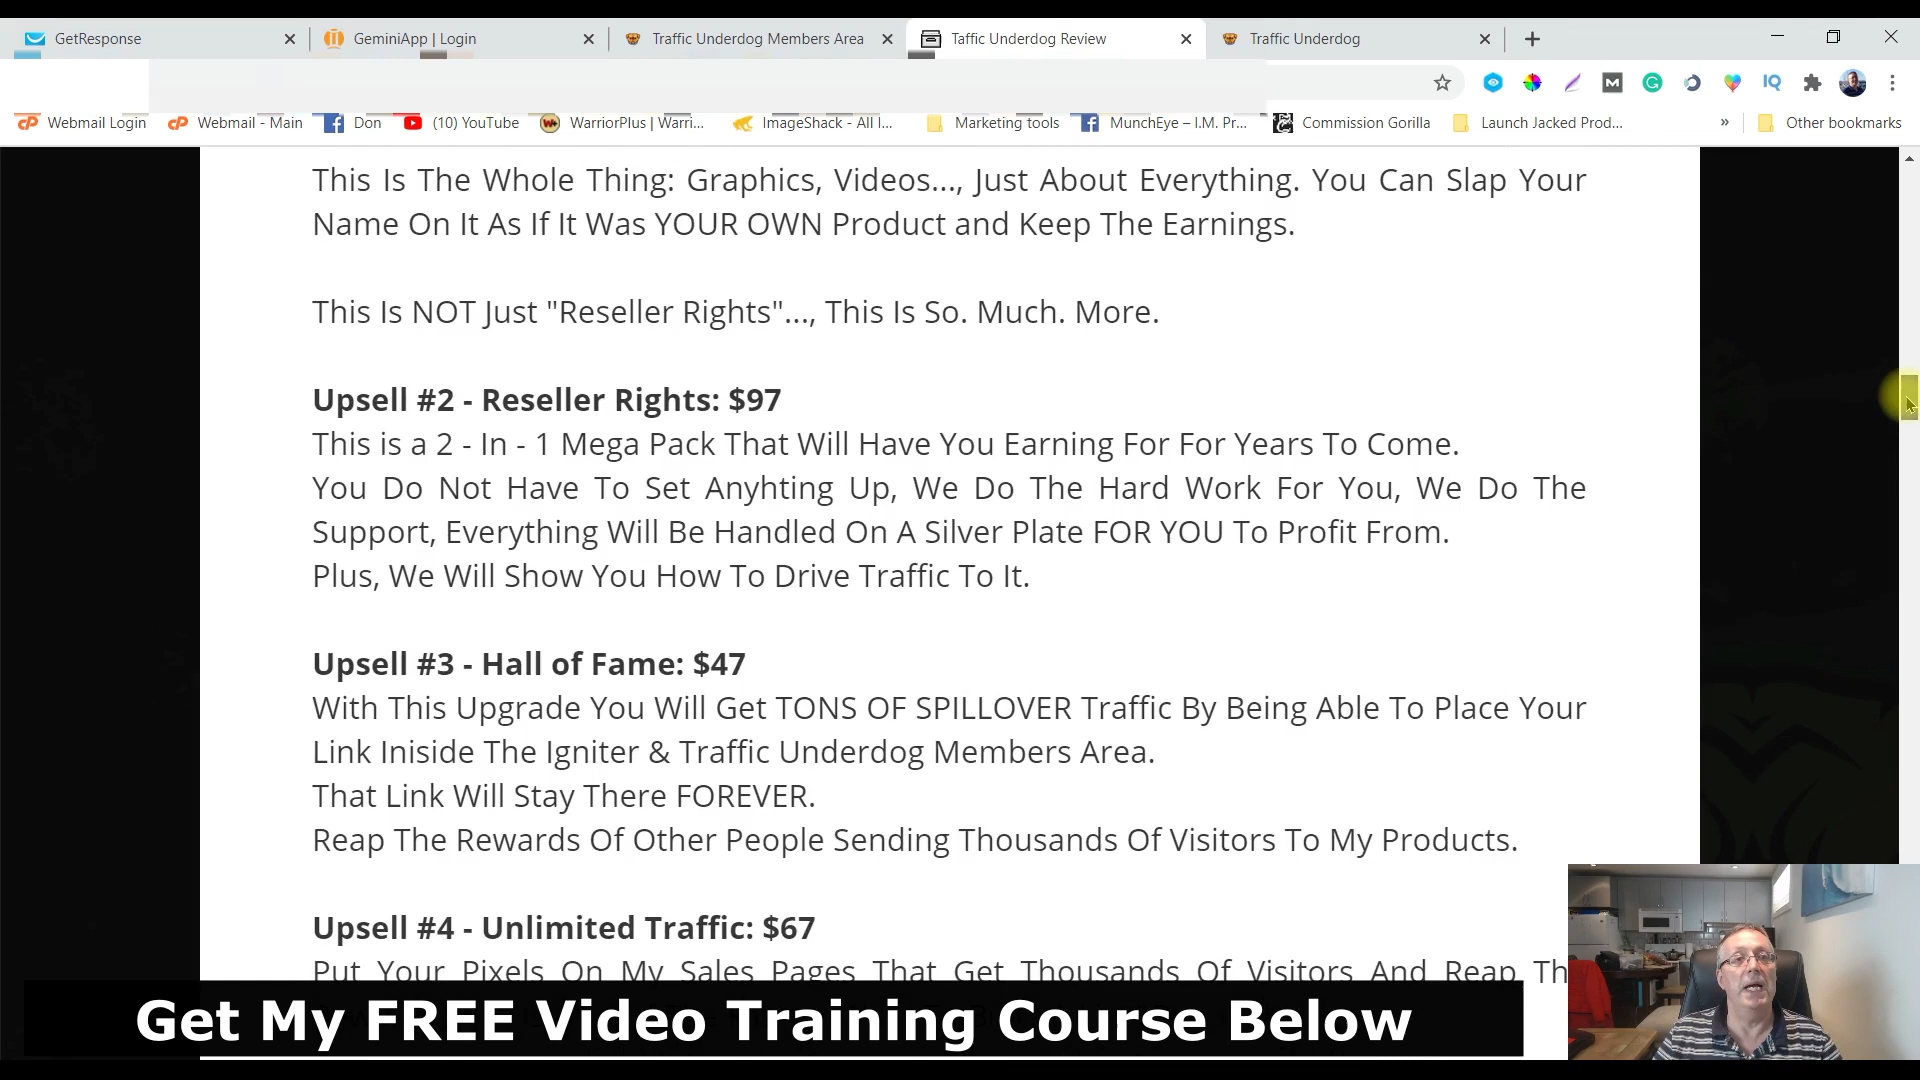 GetResponse
GeminiApp | Login
Traffic Underdog Members Area
Taffic Underdog Review
Traffic Underdog
Webmail Login
Webmail - Main
Don
(10) YouTube
WarriorPlus | Warri...
ImageShack - All I...
Marketing tools
MunchEye – I.M. Pr...
Commission Gorilla
Launch Jacked Prod...
»
Other bookmarks
This Is The Whole Thing: Graphics, Videos..., Just About Everything. You Can Slap Your
Name On It As If It Was YOUR OWN Product and Keep The Earnings.
This Is NOT Just "Reseller Rights"..., This Is So. Much. More.
Upsell #2 - Reseller Rights: $97
This is a 2 - In - 1 Mega Pack That Will Have You Earning For For Years To Come.
You Do Not Have To Set Anyhting Up, We Do The Hard Work For You, We Do The
Support, Everything Will Be Handled On A Silver Plate FOR YOU To Profit From.
Plus, We Will Show You How To Drive Traffic To It.
Upsell #3 - Hall of Fame: $47
With This Upgrade You Will Get TONS OF SPILLOVER Traffic By Being Able To Place Your
Link Iniside The Igniter & Traffic Underdog Members Area.
That Link Will Stay There FOREVER.
Reap The Rewards Of Other People Sending Thousands Of Visitors To My Products.
Upsell #4 - Unlimited Traffic: $67
Put Your Pixels On My Sales Pages That Get Thousands Of Visitors And Reap Th
Get My FREE Video Training Course Below